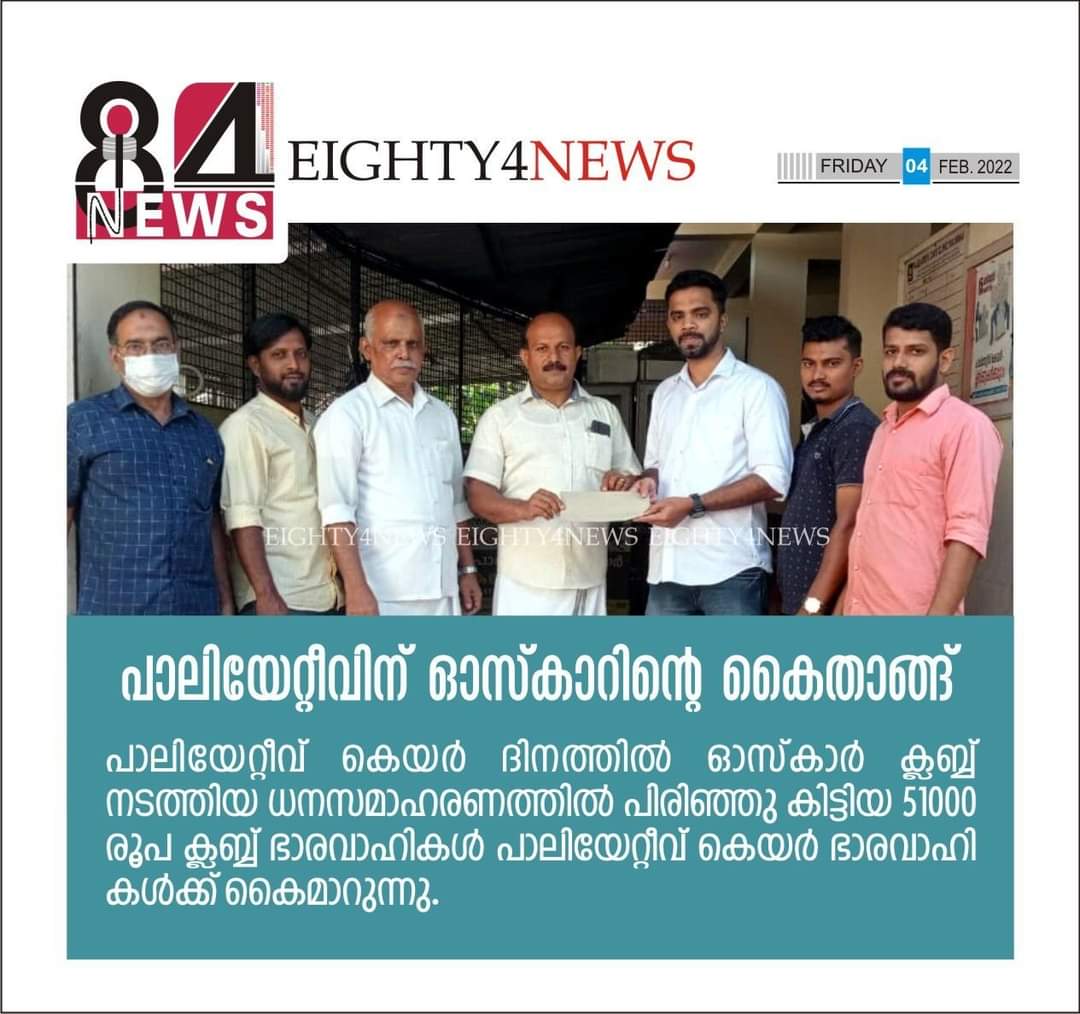 84
NEWS
EIGHTY4NEWS
FRIDAY 04 FEB. 2022
EIGHTY4NEWS EIGHTY4NEWS EIGHTY4NEWS
പാലിയേറ്റീവിന് ഓസ്കാറിന്റെ കൈതാങ്ങ്
പാലിയേറ്റീവ് കെയർ ദിനത്തിൽ ഓസ്കാർ ക്ലബ്ബ്
നടത്തിയ ധനസമാഹരണത്തിൽ പിരിഞ്ഞു കിട്ടിയ 51000
രൂപ ക്ലബ്ബ് ഭാരവാഹികൾ പാലിയേറ്റീവ് കെയർ ഭാരവാഹി
കൾക്ക് കൈമാറുന്നു.